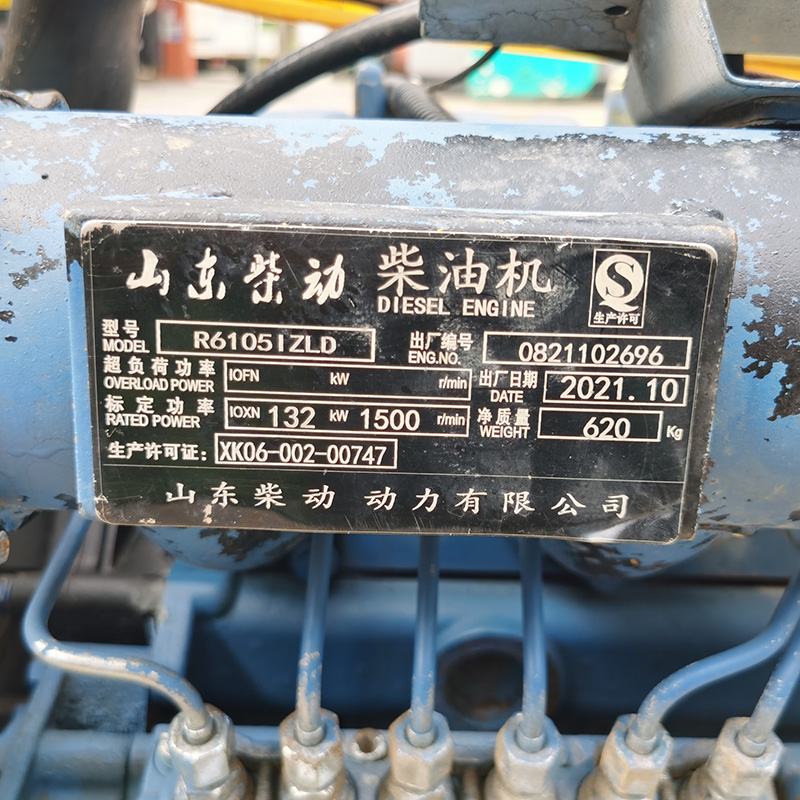 山东柴动 柴油机
DIESEL ENGINE
生产许可
型号 MODEL R6105IZLD 出厂编号 ENG.NO. 0821102696
超负荷功率 OVERLOAD POWER IOFN kW r/min 出厂日期 DATE 2021.10
标定功率 RATED POWER IOXN 132 kW 1500 r/min 净质量 WEIGHT 620 Kg
生产许可证: XK06-002-00747
山东柴动 动力有限公司